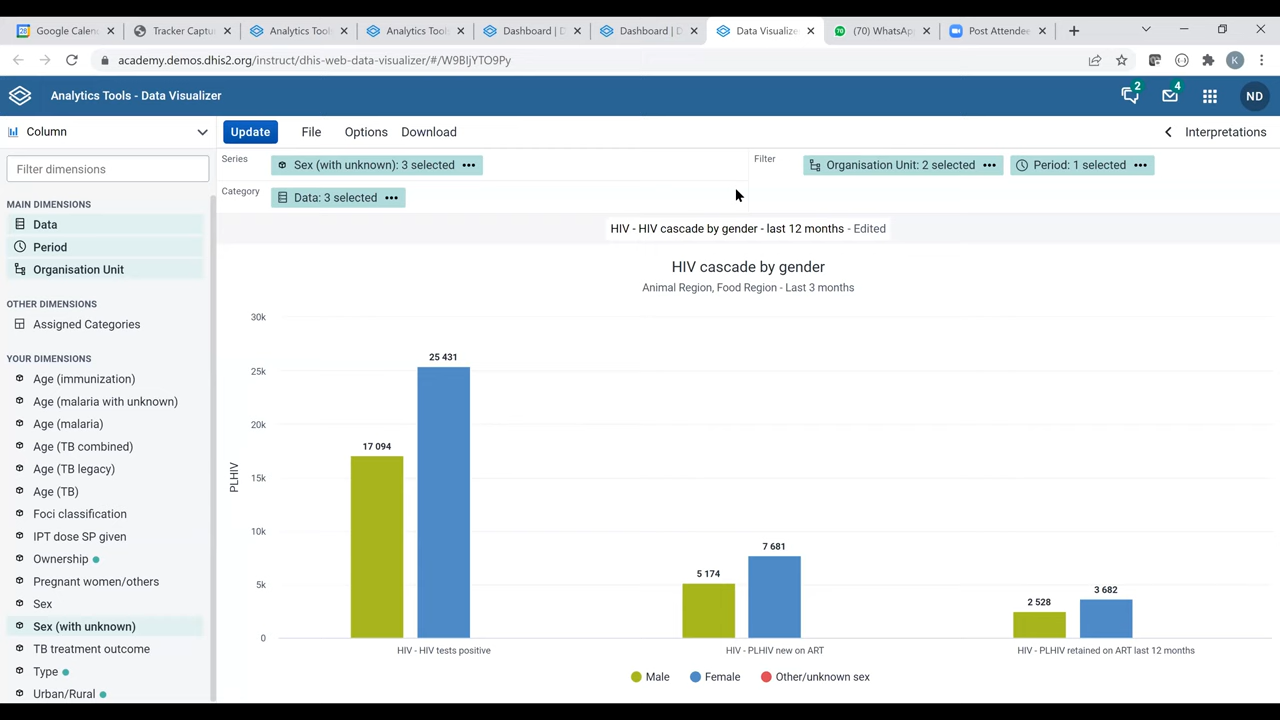 Google Calen
Tracker Captu
Analytics Tools
Analytics Tool
Dashboard | D
Dashboard | D
Data Visualize
(70) WhatsAp
Post Attendee
academy.demos.dhis2.org/instruct/dhis-web-data-visualizer/#/W9BIjYTO9Py
K
Analytics Tools - Data Visualizer
2
4
ND
Column
Update
File
Options
Download
Interpretations
Filter dimensions
Series
Sex (with unknown): 3 selected
Filter
Organisation Unit: 2 selected
Period: 1 selected
Category
Data: 3 selected
MAIN DIMENSIONS
Data
Period
Organisation Unit
OTHER DIMENSIONS
Assigned Categories
YOUR DIMENSIONS
Age (immunization)
Age (malaria with unknown)
Age (malaria)
Age (TB combined)
Age (TB legacy)
Age (TB)
Foci classification
IPT dose SP given
Ownership
Pregnant women/others
Sex
Sex (with unknown)
TB treatment outcome
Type
Urban/Rural
HIV - HIV cascade by gender - last 12 months - Edited
HIV cascade by gender
Animal Region, Food Region - Last 3 months
30k
25k
20k
15k
10k
5k
0
PLHIV
17 094
25 431
5 174
7 681
2 528
3 682
HIV - HIV tests positive
HIV - PLHIV new on ART
HIV - PLHIV retained on ART last 12 months
Male
Female
Other/unknown sex